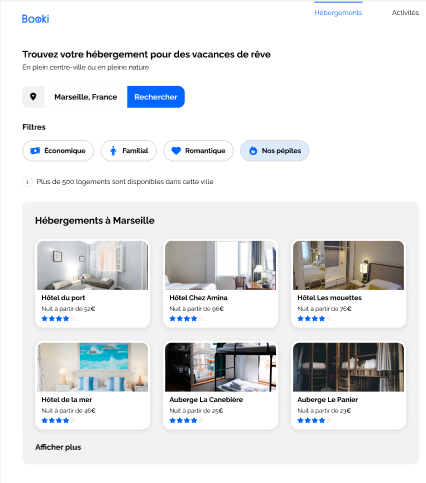 Booki
Hébergements
Activités
Trouvez votre hébergement pour des vacances de rêve
En plein centre-ville ou en pleine nature
Marseille, France
Rechercher
Filtres
Économique
Familial
Romantique
Nos pépites
i Plus de 500 logements sont disponibles dans cette ville
Hébergements à Marseille
Hôtel du port
Nuit à partir de 52€
Hôtel Chez Amina
Nuit à partir de 96€
Hôtel Les mouettes
Nuit à partir de 76€
Hôtel de la mer
Nuit à partir de 46€
Auberge La Canebière
Nuit à partir de 25€
Auberge Le Panier
Nuit à partir de 23€
Afficher plus